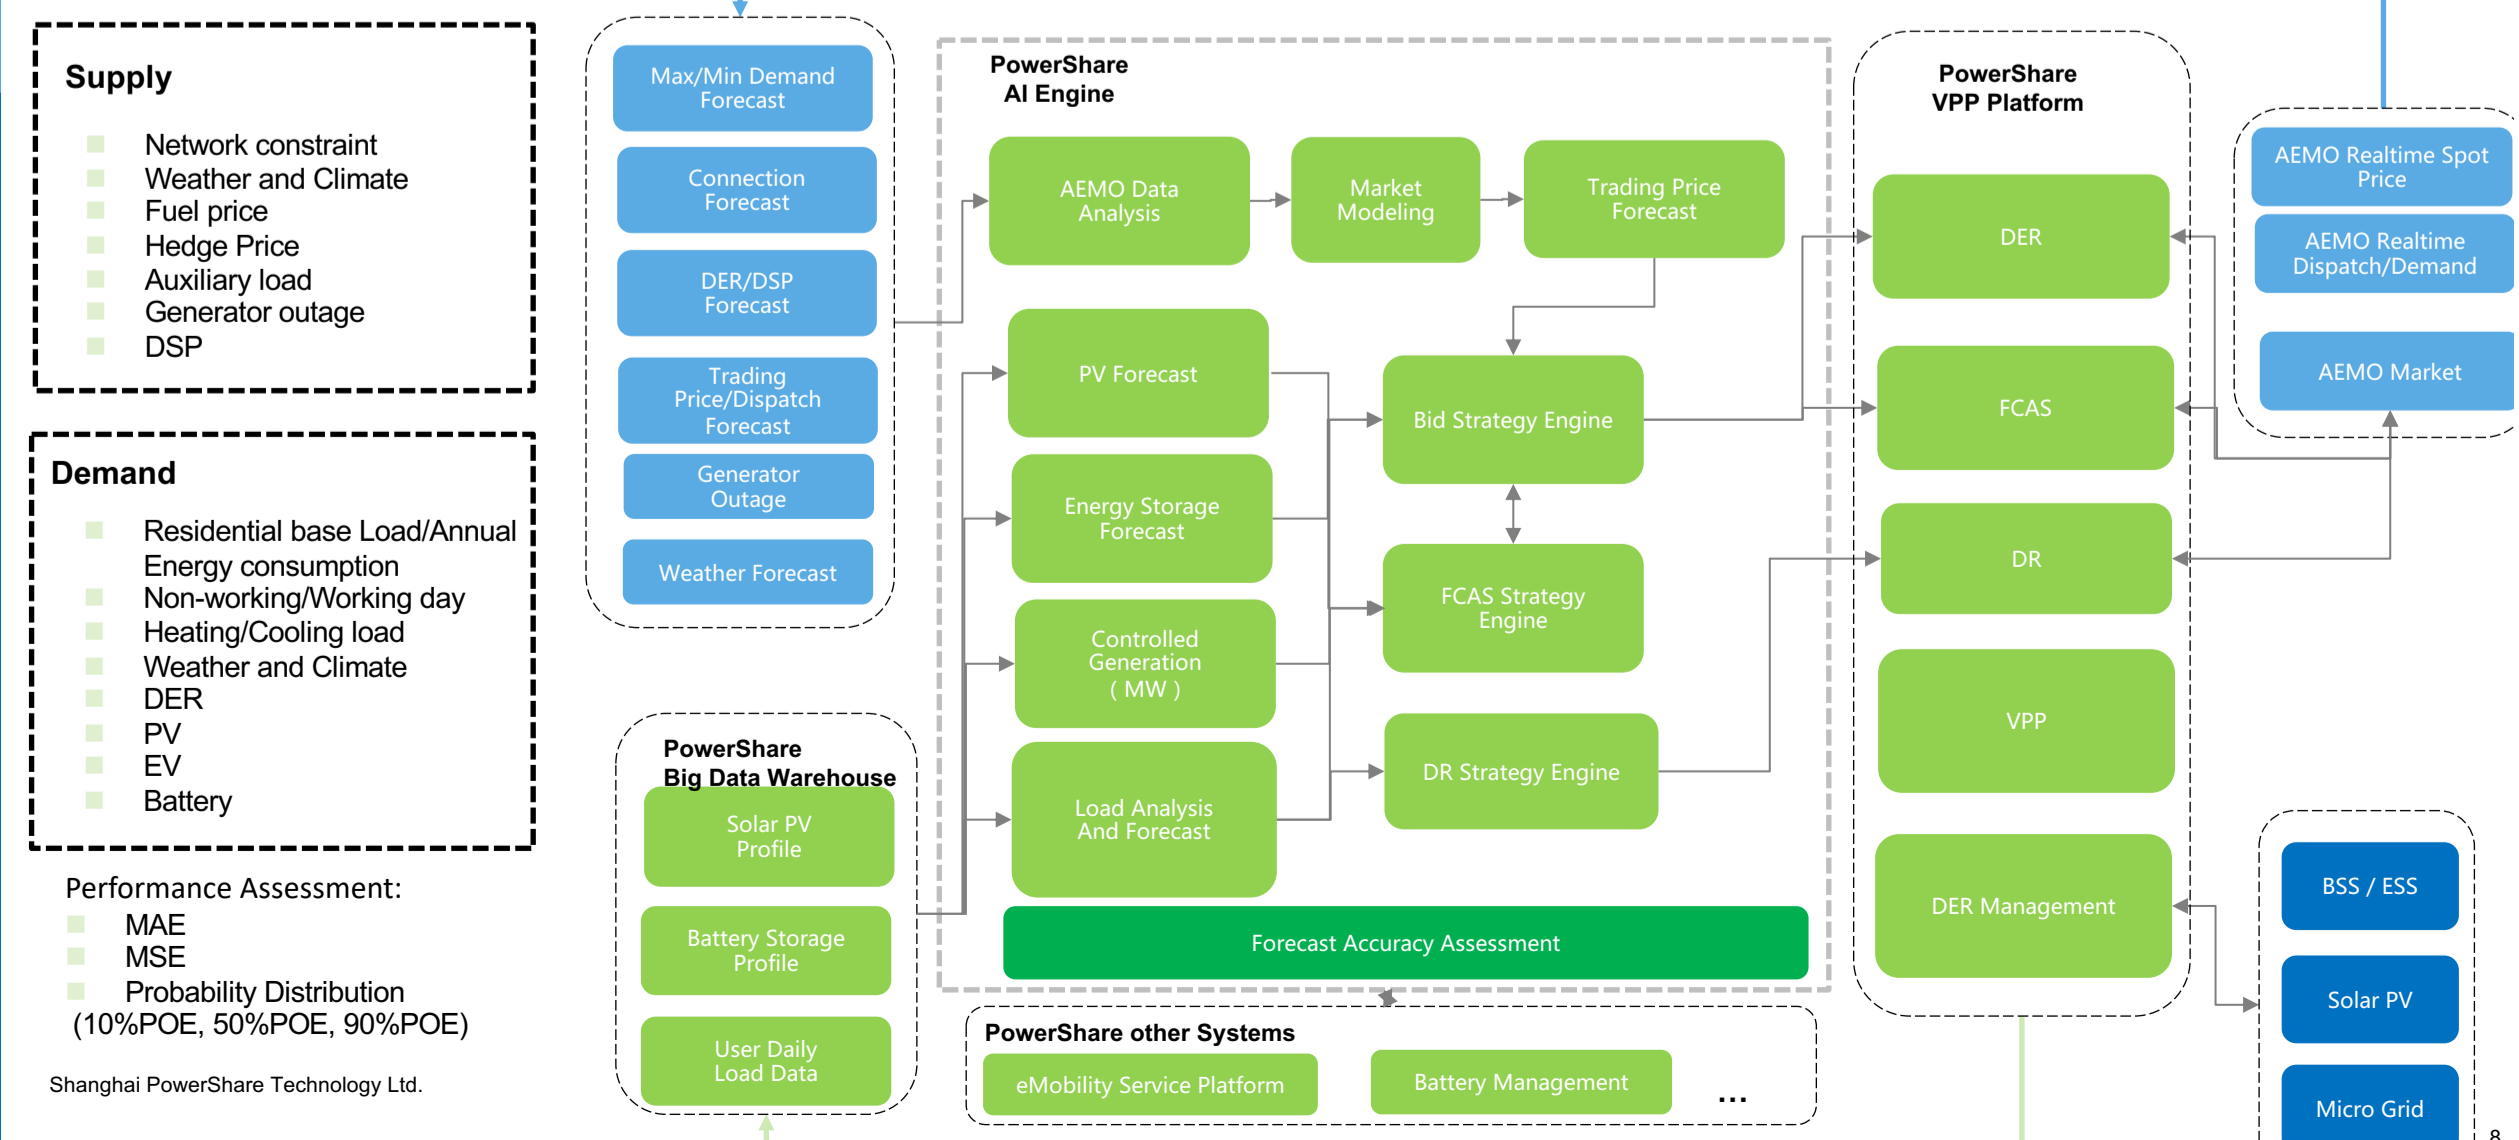 Supply
Network constraint
Weather and Climate
Fuel price
Hedge Price
Auxiliary load
Generator outage
DSP
Demand
Residential base Load/Annual
Energy consumption
Non-working/Working day
Heating/Cooling load
Weather and Climate
DER
PV
EV
Battery
Performance Assessment:
MAE
MSE
Probability Distribution
(10%POE, 50%POE, 90%POE)
Shanghai PowerShare Technology Ltd.
Max/Min Demand
Forecast
Connection
Forecast
DER/DSP
Forecast
Trading
Price/Dispatch
Forecast
Generator
Outage
Weather Forecast
PowerShare
Big Data Warehouse
Solar PV
Profile
Battery Storage
Profile
User Daily
Load Data
PowerShare
AI Engine
AEMO Data
Analysis
Market
Modeling
Trading Price
Forecast
PV Forecast
Energy Storage
Forecast
Controlled
Generation
( MW )
Load Analysis
And Forecast
Bid Strategy Engine
FCAS Strategy
Engine
DR Strategy Engine
Forecast Accuracy Assessment
PowerShare other Systems
eMobility Service Platform
Battery Management
...
PowerShare
VPP Platform
DER
FCAS
DR
VPP
DER Management
AEMO Realtime Spot
Price
AEMO Realtime
Dispatch/Demand
AEMO Market
BSS / ESS
Solar PV
Micro Grid
8